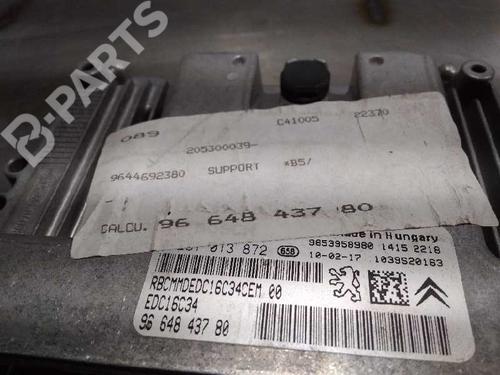 B-PARTS
089 C41005 22370
205300039-
9644692380 SUPPORT *B5/
-
CALCU. 96 648 437 80
in Hungary
013 872 658 9653958980 1415 2218
10-02-17 1039S20183
RBCMMDEDC16C34CEM 00
EDC16C34
96 648 437 80